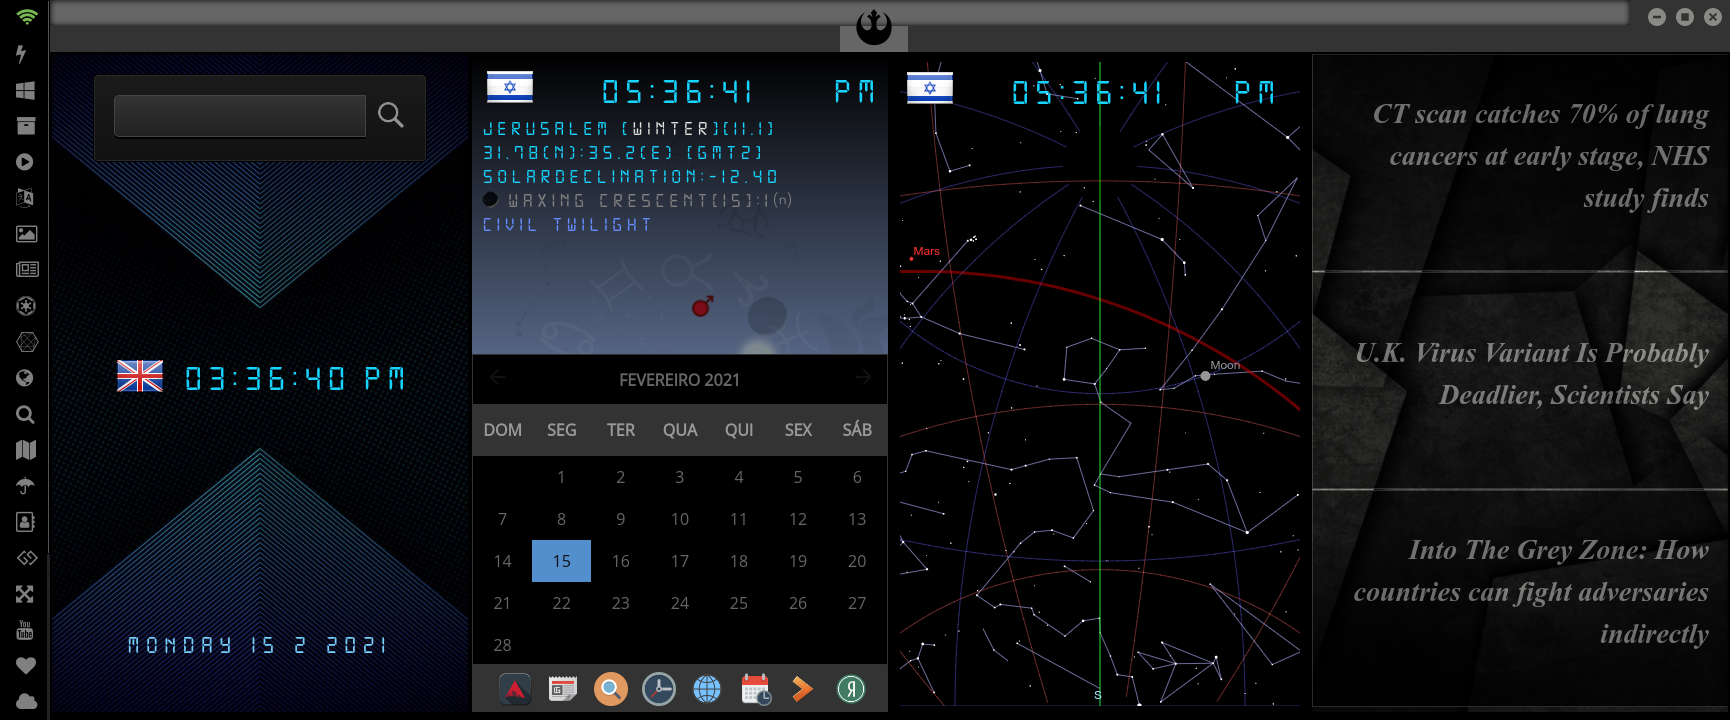 03:36:40 PM
MONDAY 15 2 2021
05:36:41 PM
JERUSALEM [WINTER][11.1]
31.78(N):35.2(E) [GMT2]
SOLARDECLINATION:-12.40
WAXING CRESCENT[15]:1(n)
CIVIL TWILIGHT
FEVEREIRO 2021
DOM SEG TER QUA QUI SEX SÁB
1 2 3 4 5 6
7 8 9 10 11 12 13
14 15 16 17 18 19 20
21 22 23 24 25 26 27
28
05:36:41 PM
Mars
Moon
S
CT scan catches 70% of lung
cancers at early stage, NHS
study finds
U.K. Virus Variant Is Probably
Deadlier, Scientists Say
Into The Grey Zone: How
countries can fight adversaries
indirectly
You
Tube
Я